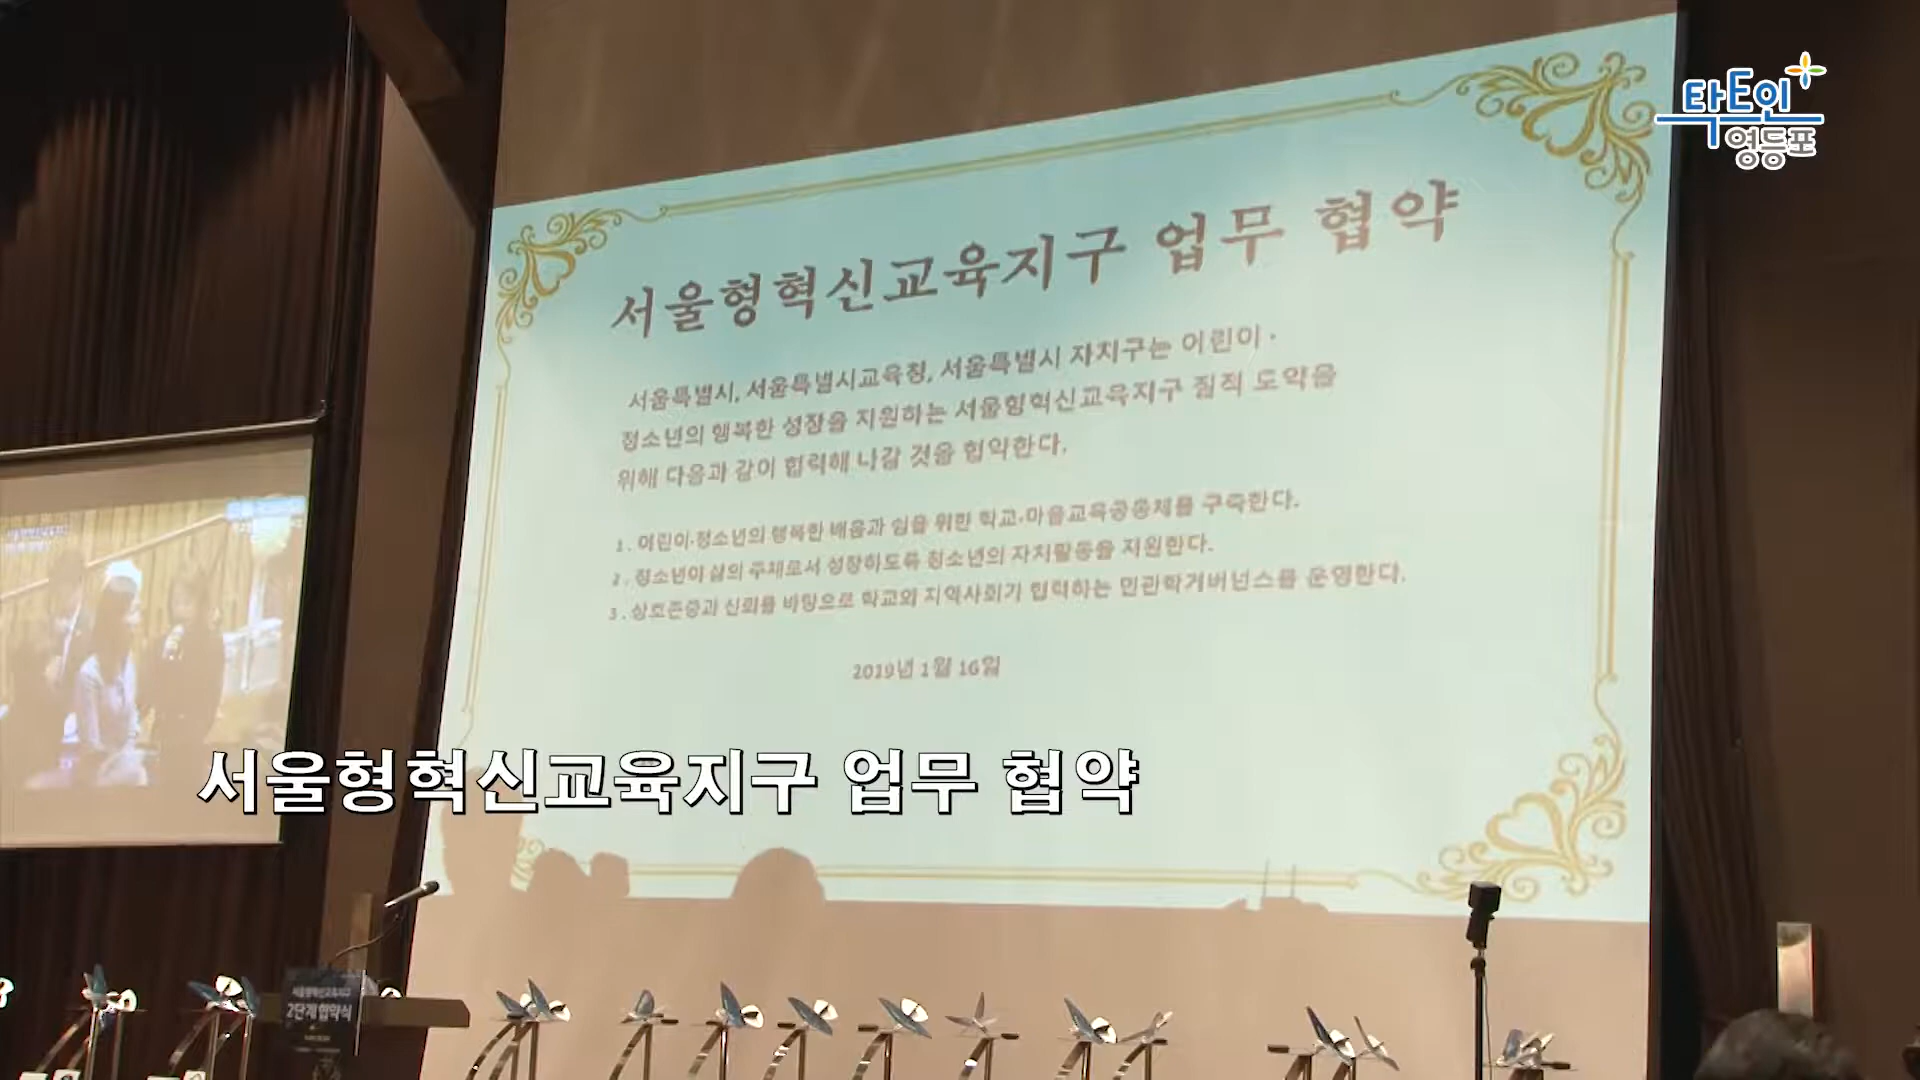 탁트인
영등포
서울형혁신교육지구 업무 협약
서울특별시, 서울특별시교육청, 서울특별시 자치구는 어린이·
청소년의 행복한 성장을 지원하는 서울형혁신교육지구 질적 도약을
위해 다음과 같이 협력해 나갈 것을 협약한다.
1. 어린이·청소년의 행복한 배움과 쉼을 위한 학교·마을교육공동체를 구축한다.
2. 청소년이 삶의 주체로서 성장하도록 청소년의 자치활동을 지원한다.
3. 상호존중과 신뢰를 바탕으로 학교와 지역사회가 협력하는 민관학거버넌스를 운영한다.
2019년 1월 16일
서울형혁신교육지구 업무 협약
서울형혁신교육지구
2단계 협약식